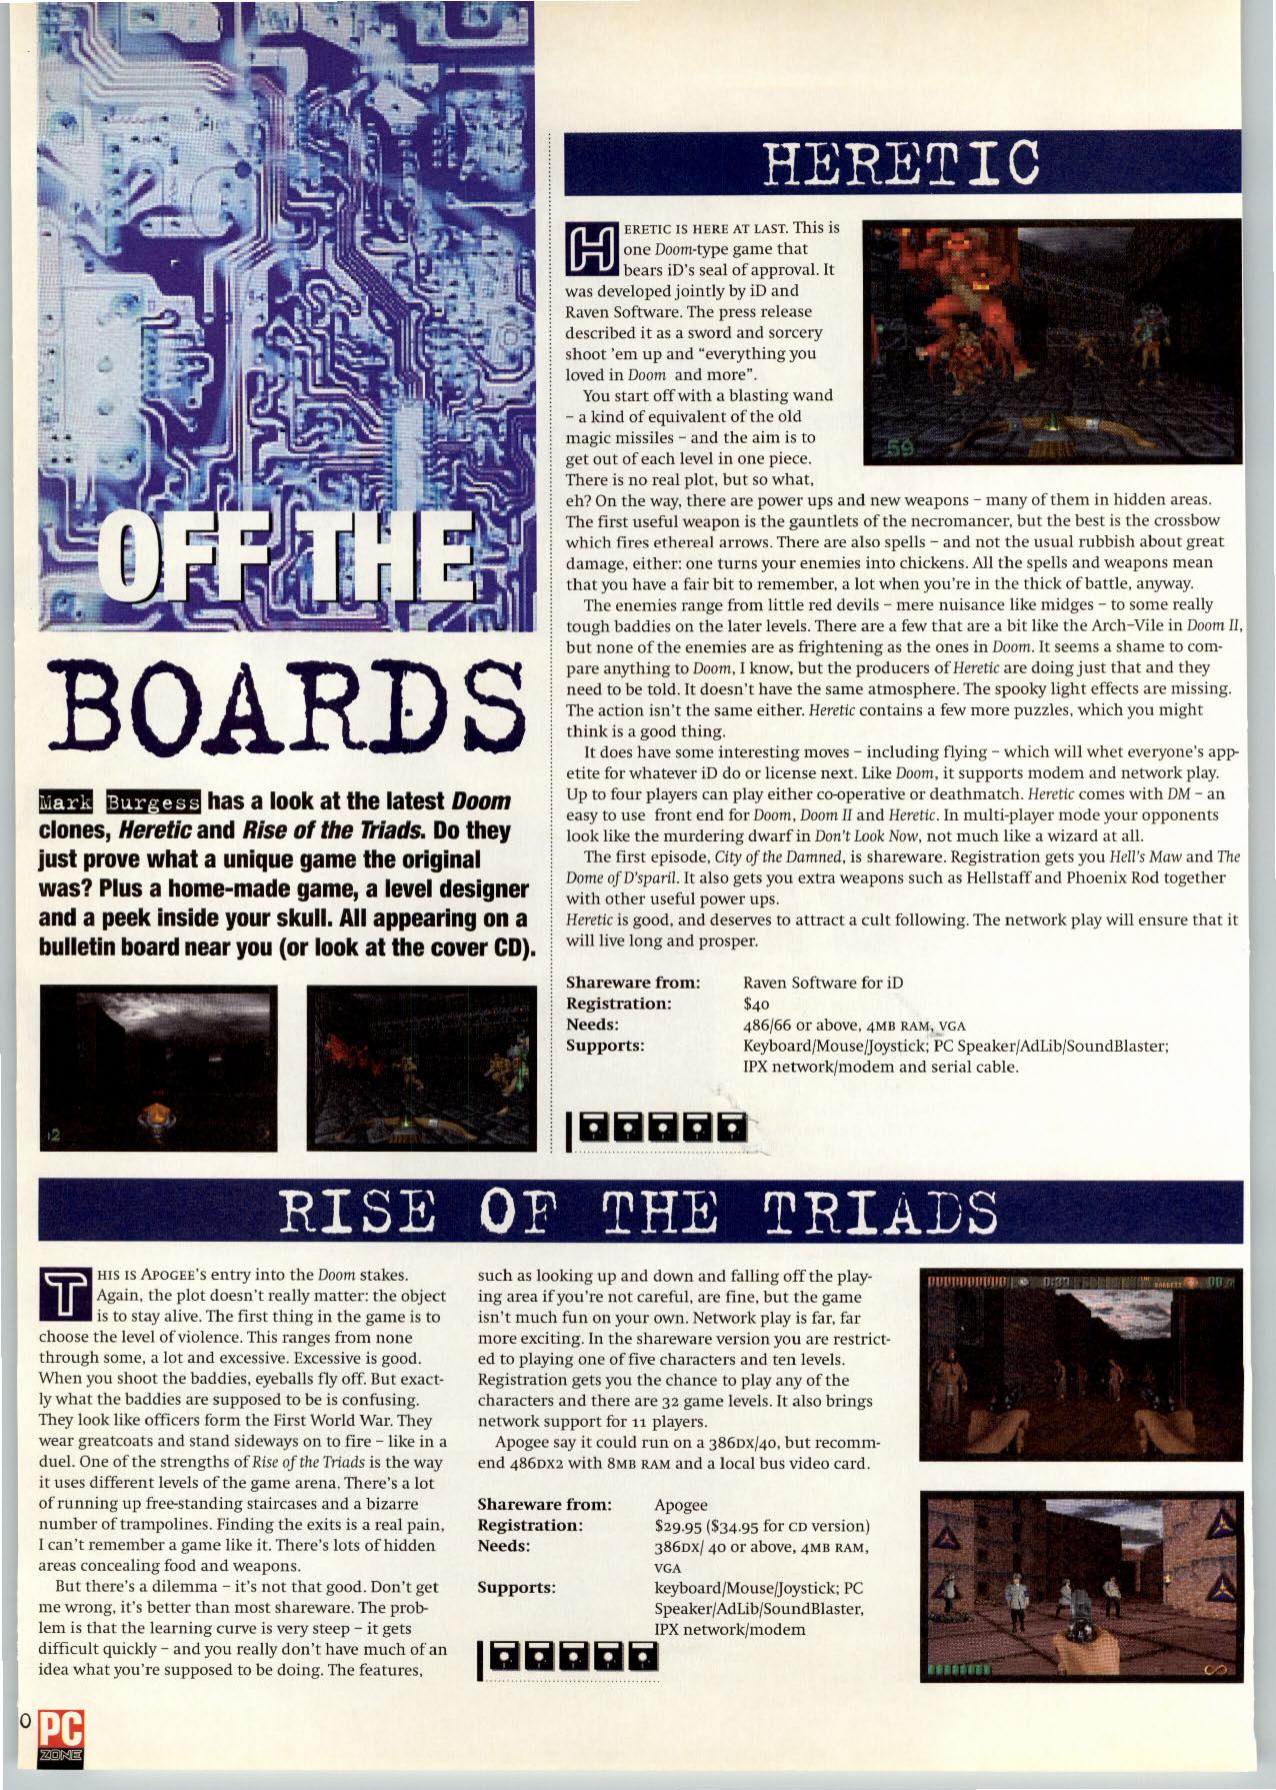 OFF THE
BOARDS
Mark Burgess has a look at the latest Doom
clones, Heretic and Rise of the Triads. Do they
just prove what a unique game the original
was? Plus a home-made game, a level designer
and a peek inside your skull. All appearing on a
bulletin board near you (or look at the cover CD).
HERETIC
HERETIC IS HERE AT LAST. This is
one Doom-type game that
bears iD's seal of approval. It
was developed jointly by iD and
Raven Software. The press release
described it as a sword and sorcery
shoot 'em up and "everything you
loved in Doom and more".
You start off with a blasting wand
– a kind of equivalent of the old
magic missiles – and the aim is to
get out of each level in one piece.
There is no real plot, but so what,
eh? On the way, there are power ups and new weapons – many of them in hidden areas.
The first useful weapon is the gauntlets of the necromancer, but the best is the crossbow
which fires ethereal arrows. There are also spells – and not the usual rubbish about great
damage, either: one turns your enemies into chickens. All the spells and weapons mean
that you have a fair bit to remember, a lot when you're in the thick of battle, anyway.
The enemies range from little red devils – mere nuisance like midges – to some really
tough baddies on the later levels. There are a few that are a bit like the Arch-Vile in Doom II,
but none of the enemies are as frightening as the ones in Doom. It seems a shame to com-
pare anything to Doom, I know, but the producers of Heretic are doing just that and they
need to be told. It doesn't have the same atmosphere. The spooky light effects are missing.
The action isn't the same either. Heretic contains a few more puzzles, which you might
think is a good thing.
It does have some interesting moves – including flying – which will whet everyone's app-
etite for whatever iD do or license next. Like Doom, it supports modem and network play.
Up to four players can play either co-operative or deathmatch. Heretic comes with DM – an
easy to use front end for Doom, Doom II and Heretic. In multi-player mode your opponents
look like the murdering dwarf in Don't Look Now, not much like a wizard at all.
The first episode, City of the Damned, is shareware. Registration gets you Hell's Maw and The
Dome of D'sparil. It also gets you extra weapons such as Hellstaff and Phoenix Rod together
with other useful power ups.
Heretic is good, and deserves to attract a cult following. The network play will ensure that it
will live long and prosper.
Shareware from: Raven Software for iD
Registration: $40
Needs: 486/66 or above, 4MB RAM, VGA
Supports: Keyboard/Mouse/Joystick; PC Speaker/AdLib/SoundBlaster;
IPX network/modem and serial cable.
59
RISE OF THE TRIADS
THIS IS APOGEE'S entry into the Doom stakes.
Again, the plot doesn't really matter: the object
is to stay alive. The first thing in the game is to
choose the level of violence. This ranges from none
through some, a lot and excessive. Excessive is good.
When you shoot the baddies, eyeballs fly off. But exact-
ly what the baddies are supposed to be is confusing.
They look like officers form the First World War. They
wear greatcoats and stand sideways on to fire – like in a
duel. One of the strengths of Rise of the Triads is the way
it uses different levels of the game arena. There's a lot
of running up free-standing staircases and a bizarre
number of trampolines. Finding the exits is a real pain,
I can't remember a game like it. There's lots of hidden
areas concealing food and weapons.
But there's a dilemma – it's not that good. Don't get
me wrong, it's better than most shareware. The prob-
lem is that the learning curve is very steep – it gets
difficult quickly – and you really don't have much of an
idea what you're supposed to be doing. The features,
such as looking up and down and falling off the play-
ing area if you're not careful, are fine, but the game
isn't much fun on your own. Network play is far, far
more exciting. In the shareware version you are restrict-
ed to playing one of five characters and ten levels.
Registration gets you the chance to play any of the
characters and there are 32 game levels. It also brings
network support for 11 players.
Apogee say it could run on a 386DX/40, but recomm-
end 486DX2 with 8MB RAM and a local bus video card.
Shareware from: Apogee
Registration: $29.95 ($34.95 for CD version)
Needs: 386DX/ 40 or above, 4MB RAM,
VGA
Supports: keyboard/Mouse/Joystick; PC
Speaker/AdLib/SoundBlaster,
IPX network/modem
0
PC
ZONE